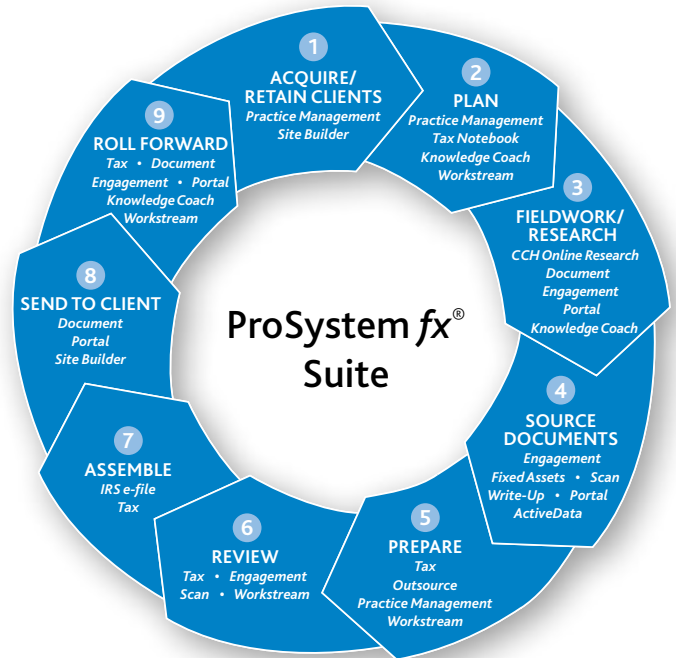 1
ACQUIRE/
RETAIN CLIENTS
Practice Management
Site Builder
2
PLAN
Practice Management
Tax Notebook
Knowledge Coach
Workstream
3
FIELDWORK/
RESEARCH
CCH Online Research
Document
Engagement
Portal
Knowledge Coach
4
SOURCE
DOCUMENTS
Engagement
Fixed Assets • Scan
Write-Up • Portal
ActiveData
5
PREPARE
Tax
Outsource
Practice Management
Workstream
6
REVIEW
Tax • Engagement
Scan • Workstream
7
ASSEMBLE
IRS e-file
Tax
8
SEND TO CLIENT
Document
Portal
Site Builder
9
ROLL FORWARD
Tax • Document
Engagement • Portal
Knowledge Coach
Workstream
ProSystem fx®
Suite